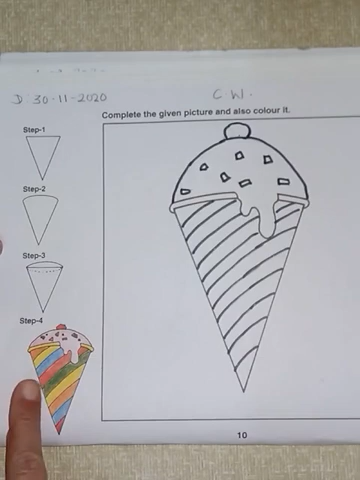 D 30-11-2020
C W.
Complete the given picture and also colour it.
Step-1
Step-2
Step-3
Step-4
10